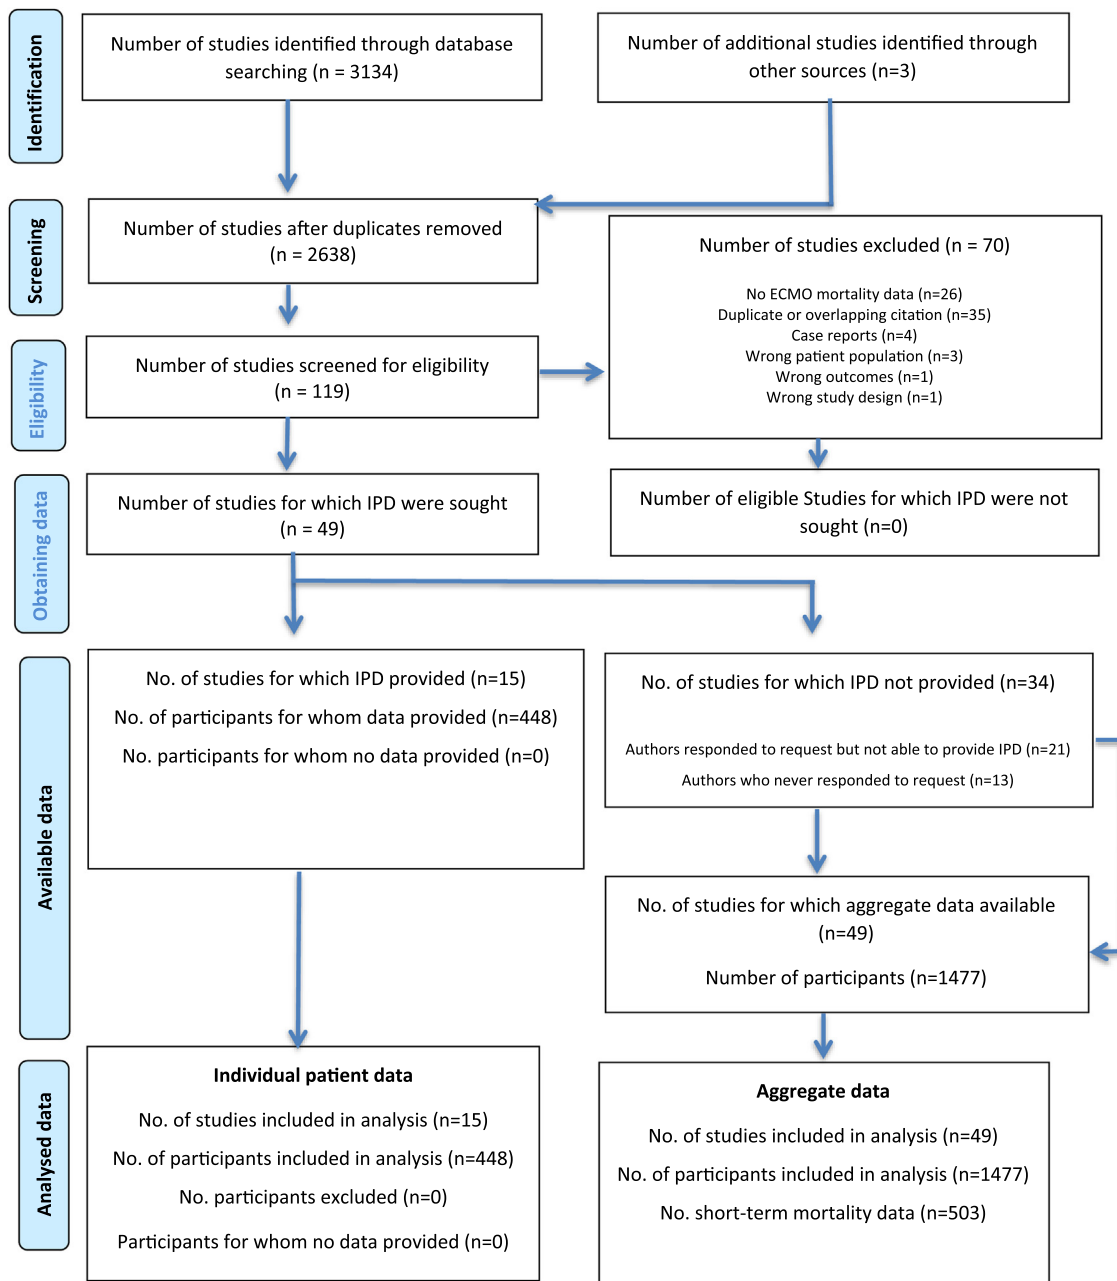 Identification
Number of studies identified through database
searching (n = 3134)
Number of additional studies identified through
other sources (n=3)
Screening
Number of studies after duplicates removed
(n = 2638)
Number of studies excluded (n = 70)
No ECMO mortality data (n=26)
Duplicate or overlapping citation (n=35)
Case reports (n=4)
Wrong patient population (n=3)
Wrong outcomes (n=1)
Wrong study design (n=1)
Eligibility
Number of studies screened for eligibility
(n = 119)
Obtaining data
Number of studies for which IPD were sought
(n = 49)
Number of eligible Studies for which IPD were not
sought (n=0)
Available data
No. of studies for which IPD provided (n=15)
No. of participants for whom data provided (n=448)
No. participants for whom no data provided (n=0)
No. of studies for which IPD not provided (n=34)
Authors responded to request but not able to provide IPD (n=21)
Authors who never responded to request (n=13)
No. of studies for which aggregate data available
(n=49)
Number of participants (n=1477)
Analysed data
Individual patient data
No. of studies included in analysis (n=15)
No. of participants included in analysis (n=448)
No. participants excluded (n=0)
Participants for whom no data provided (n=0)
Aggregate data
No. of studies included in analysis (n=49)
No. of participants included in analysis (n=1477)
No. short-term mortality data (n=503)